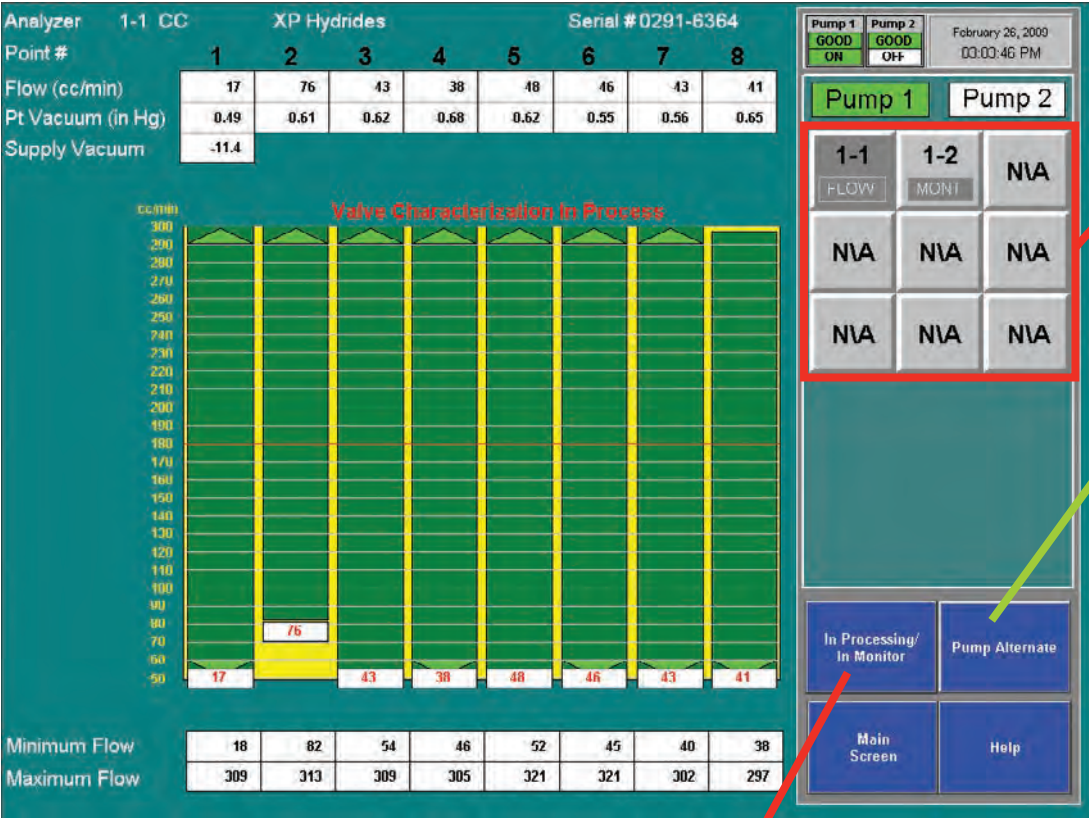 Analyzer 1-1 CC XP Hydrides Serial # 0291-6364
Point # 1 2 3 4 5 6 7 8
Flow (cc/min) 17 76 43 38 48 46 43 41
Pt Vacuum (in Hg) 0.49 0.61 0.62 0.68 0.62 0.55 0.56 0.65
Supply Vacuum -11.4
cc/min Valve Characterization In Process
300
290
280
270
260
250
240
230
220
210
200
190
180
170
160
150
140
130
120
110
100
90
80
70
60
50
76
17 43 38 48 46 43 41
Minimum Flow 18 82 54 46 52 45 40 38
Maximum Flow 309 313 309 305 321 321 302 297
Pump 1 Pump 2
GOOD GOOD
ON OFF
February 26, 2009
03:03:46 PM
Pump 1 Pump 2
1-1 1-2 N\A
FLOW MONT
N\A N\A N\A
N\A N\A N\A
In Processing/
In Monitor
Pump Alternate
Main
Screen
Help